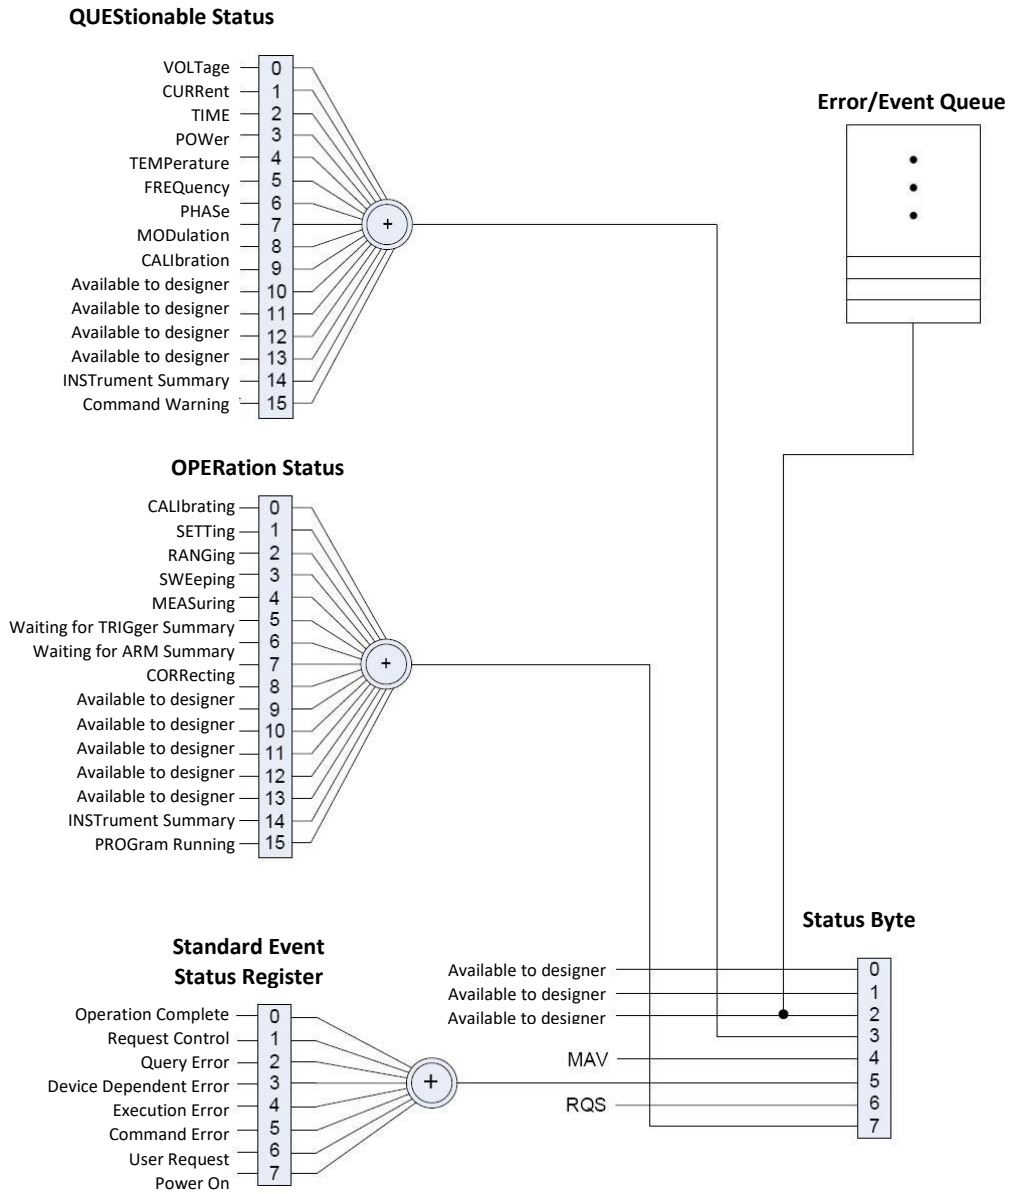 QUEStionable Status
VOLTage 0
CURRent 1
TIME 2
POWer 3
TEMPerature 4
FREQuency 5
PHASe 6
MODulation 7
CALIbration 8
Available to designer 9
Available to designer 10
Available to designer 11
Available to designer 12
INSTrument Summary 13
Command Warning 14
15
+
Error/Event Queue
OPERation Status
CALIbrating 0
SETTing 1
RANGing 2
SWEeping 3
MEASuring 4
Waiting for TRIGger Summary 5
Waiting for ARM Summary 6
CORRecting 7
Available to designer 8
Available to designer 9
Available to designer 10
Available to designer 11
Available to designer 12
INSTrument Summary 13
PROGram Running 14
15
+
Standard Event
Status Register
Operation Complete 0
Request Control 1
Query Error 2
Device Dependent Error 3
Execution Error 4
Command Error 5
User Request 6
Power On 7
+
Status Byte
Available to designer 0
Available to designer 1
Available to designer 2
3
MAV 4
5
RQS 6
7